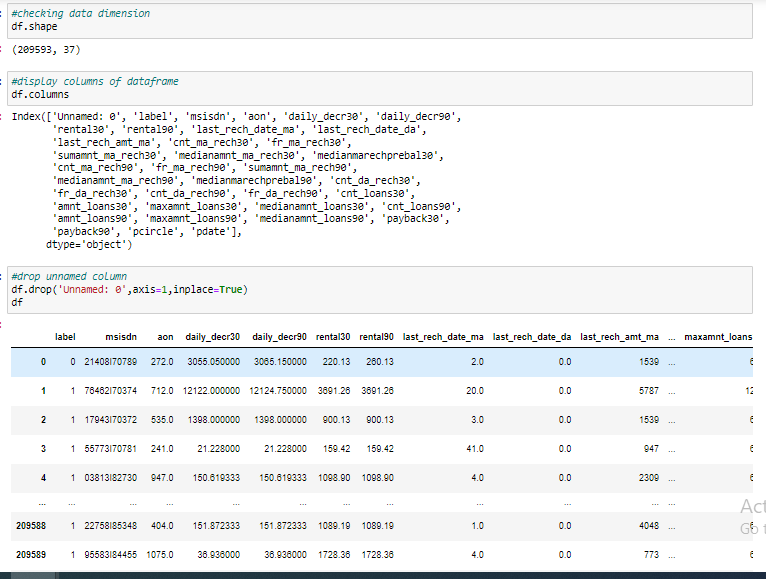 #checking data dimension
df.shape
(209593, 37)
#display columns of dataframe
df.columns
Index(['Unnamed: 0', 'label', 'msisdn', 'aon', 'daily_decr30', 'daily_decr90',
'rental30', 'rental90', 'last_rech_date_ma', 'last_rech_date_da',
'last_rech_amt_ma', 'cnt_ma_rech30', 'fr_ma_rech30',
'sumamnt_ma_rech30', 'medianamnt_ma_rech30', 'medianmarechprebal30',
'cnt_ma_rech90', 'fr_ma_rech90', 'sumamnt_ma_rech90',
'medianamnt_ma_rech90', 'medianmarechprebal90', 'cnt_da_rech30',
'fr_da_rech30', 'cnt_da_rech90', 'fr_da_rech90', 'cnt_loans30',
'amnt_loans30', 'maxamnt_loans30', 'medianamnt_loans30', 'cnt_loans90',
'amnt_loans90', 'maxamnt_loans90', 'medianamnt_loans90', 'payback30',
'payback90', 'pcircle', 'pdate'],
dtype='object')
#drop unnamed column
df.drop('Unnamed: 0',axis=1,inplace=True)
df
label msisdn aon daily_decr30 daily_decr90 rental30 rental90 last_rech_date_ma last_rech_date_da last_rech_amt_ma ... maxamnt_loans
0 0 21408I70789 272.0 3055.050000 3065.150000 220.13 260.13 2.0 0.0 1539 ... 6
1 1 76462I70374 712.0 12122.000000 12124.750000 3691.26 3691.26 20.0 0.0 5787 ... 12
2 1 17943I70372 535.0 1398.000000 1398.000000 900.13 900.13 3.0 0.0 1539 ... 6
3 1 55773I70781 241.0 21.228000 21.228000 159.42 159.42 41.0 0.0 947 ... 6
4 1 03813I82730 947.0 150.619333 150.619333 1098.90 1098.90 4.0 0.0 2309 ... 6
... ... ... ... ... ... ... ... ... ... ... ...
209588 1 22758I85348 404.0 151.872333 151.872333 1089.19 1089.19 1.0 0.0 4048 ... 6
209589 1 95583I84455 1075.0 36.936000 36.936000 1728.36 1728.36 4.0 0.0 773 ... 6
Act
Go t